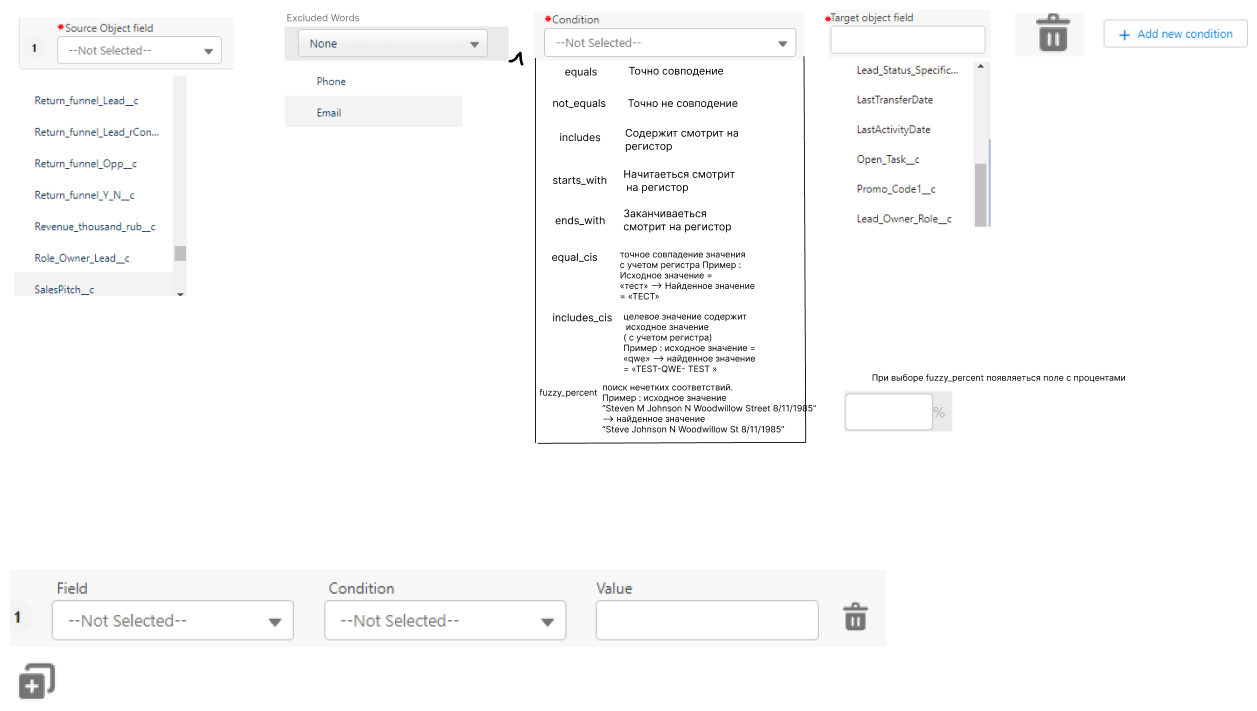 *Source Object field
1
--Not Selected--
Return_funnel_Lead__c
Return_funnel_Lead_rCon...
Return_funnel_Opp__c
Return_funnel_Y_N__c
Revenue_thousand_rub__c
Role_Owner_Lead__c
SalesPitch__c
Excluded Words
None
Phone
Email
1
*Condition
--Not Selected--
equals Точно совподение
not_equals Точно не совподение
includes Содержит смотрит на
регистор
starts_with Начитаеться смотрит
на регистор
ends_with Заканчиваеться
смотрит на регистор
equal_cis точное совпадение значения
с учетом регистра Пример :
Исходное значение =
«тест» —> Найденное значение
= «ТЕСТ»
includes_cis целевое значение содержит
исходное значение
( с учетом регистра)
Пример : исходное значение =
«qwe» —> найденное значение
= «TEST-QWE- TEST »
fuzzy_percent поиск нечетких соответствий.
Пример : исходное значение
"Steven M Johnson N Woodwillow Street 8/11/1985"
—> найденное значение
"Steve Johnson N Woodwillow St 8/11/1985"
*Target object field
Lead_Status_Specific...
LastTransferDate
LastActivityDate
Open_Task__c
Promo_Code1__c
Lead_Owner_Role__c
+ Add new condition
При выборе fuzzy_percent появляеться поле с процентами
%
Field Condition Value
1 --Not Selected-- --Not Selected--